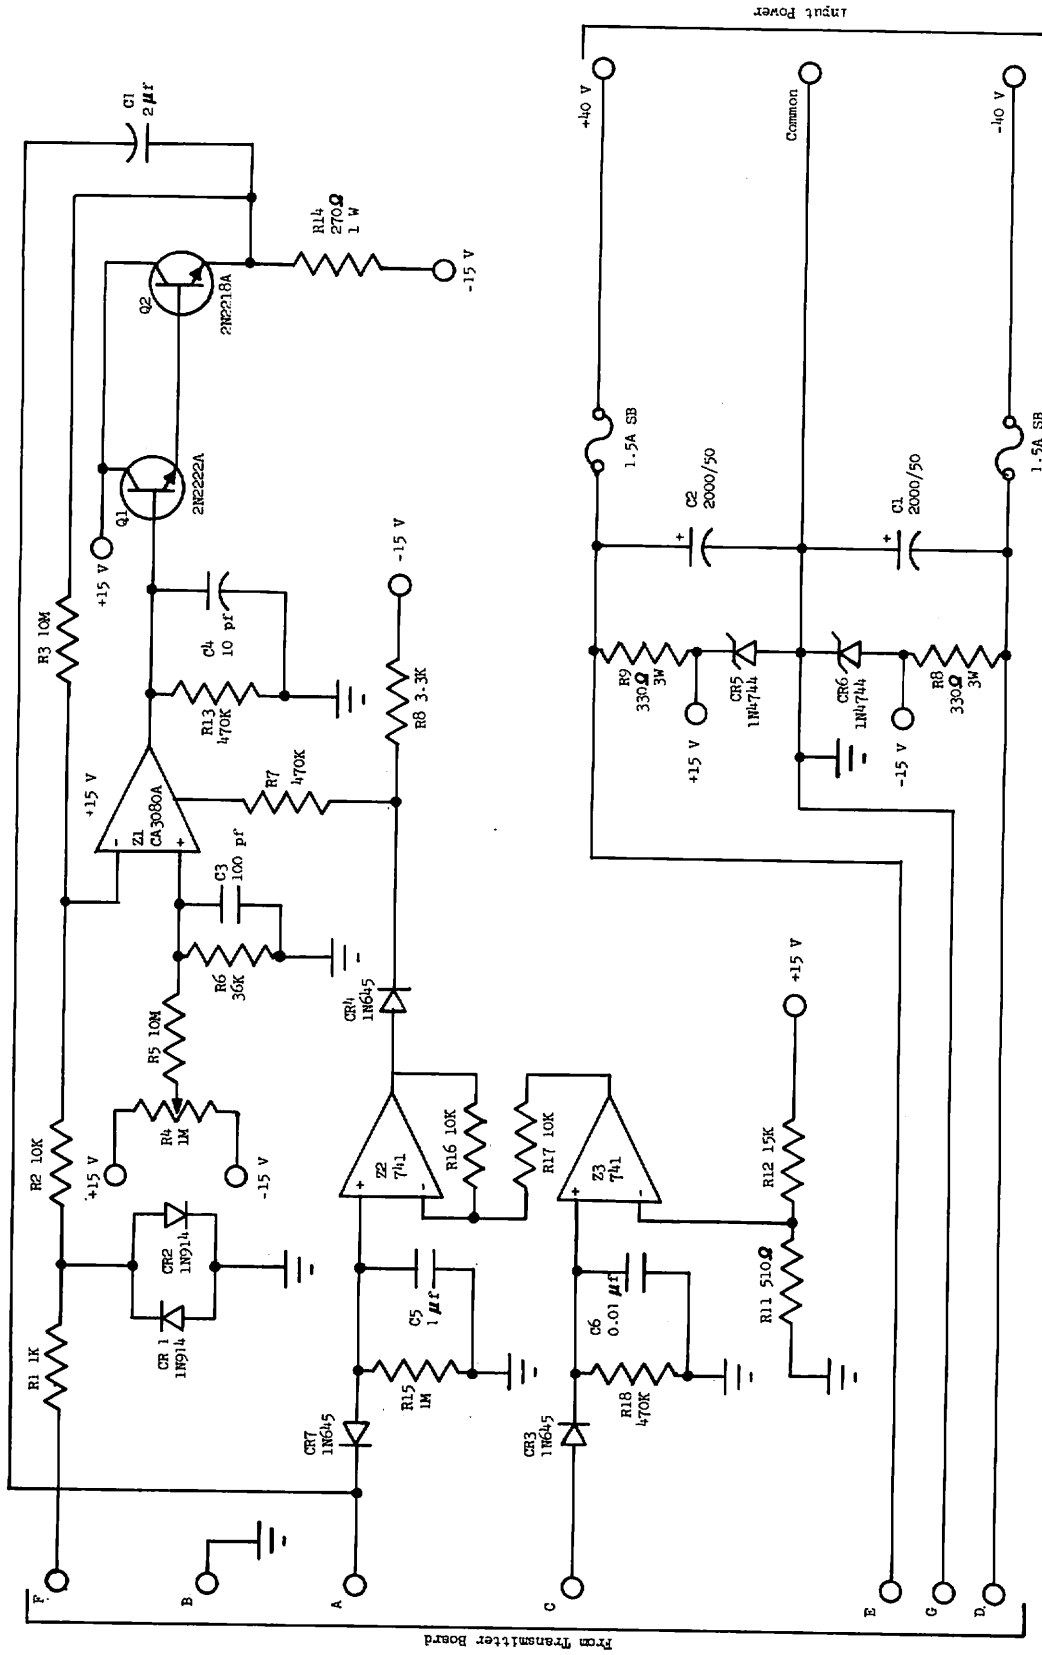 From Transmitter Board
F
B
A
C
E
G
D
R1 1K
R2 10K
R3 10M
CR 1
1N914
CR2
1N914
+15 V
R4
1M
-15 V
R5 10M
R6
36K
C3
100 pf
-
Z1
CA3080A
+
+15 V
R13
470K
C4
10 pf
+15 V
Q1
2N2222A
Q2
2N2218A
R14
270Ω
1 W
-15 V
C1
2 µf
CR7
1N645
R15
1M
C5
1 µf
+
Z2
741
-
R16 10K
CR4
1N645
R7
470K
R8 3.3K
-15 V
CR3
1N645
R18
470K
C6
0.01 µf
+
Z3
741
-
R17 10K
R11 510Ω
R12 15K
+15 V
+15 V
R9
330Ω
3W
CR5
1N4744
CR6
1N4744
-15 V
R8
330Ω
3W
+
C2
2000/50
+
C1
2000/50
1.5A SB
1.5A SB
+40 V
Common
-40 V
Input Power